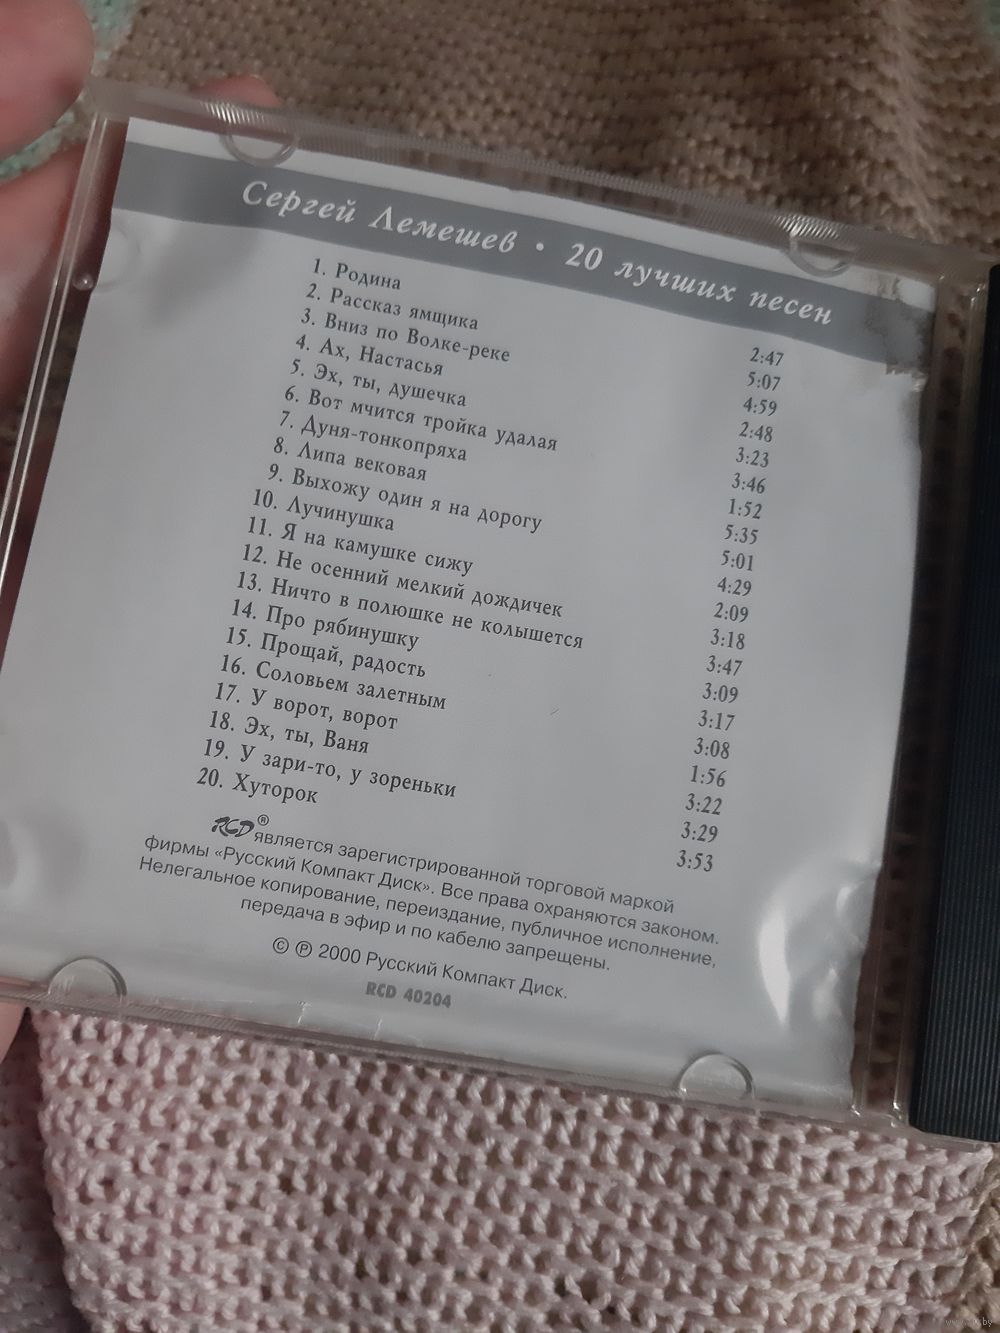 Сергей Лемешев • 20 лучших песен
1. Родина 2:47
2. Рассказ ямщика 5:07
3. Вниз по Волке-реке 4:59
4. Ах, Настасья 2:48
5. Эх, ты, душечка 3:23
6. Вот мчится тройка удалая 3:46
7. Дуня-тонкопряха 1:52
8. Липа вековая 5:35
9. Выхожу один я на дорогу 5:01
10. Лучинушка 4:29
11. Я на камушке сижу 2:09
12. Не осенний мелкий дождичек 3:18
13. Ничто в полюшке не колышется 3:47
14. Про рябинушку 3:09
15. Прощай, радость 3:17
16. Соловьем залетным 3:08
17. У ворот, ворот 1:56
18. Эх, ты, Ваня 3:22
19. У зари-то, у зореньки 3:29
20. Хуторок 3:53
RCD ® является зарегистрированной торговой маркой
фирмы «Русский Компакт Диск». Все права охраняются законом.
Нелегальное копирование, переиздание, публичное исполнение,
передача в эфир и по кабелю запрещены.
© ℗ 2000 Русский Компакт Диск.
RCD 40204